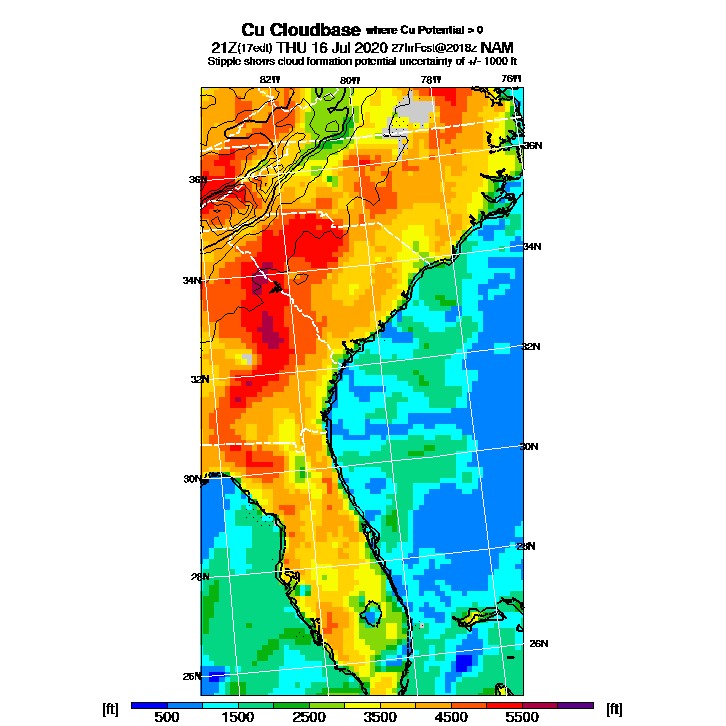 Cu Cloudbase where Cu Potential > 0
21Z(17edt) THU 16 Jul 2020 27hrFcst@2018z NAM
Stipple shows cloud formation potential uncertainty of +/- 1000 ft
82W 80W 78W 76W
36N
36N
34N
34N
32N
32N
30N
30N
28N
28N
26N
26N
[ft] 500 1500 2500 3500 4500 5500 [ft]